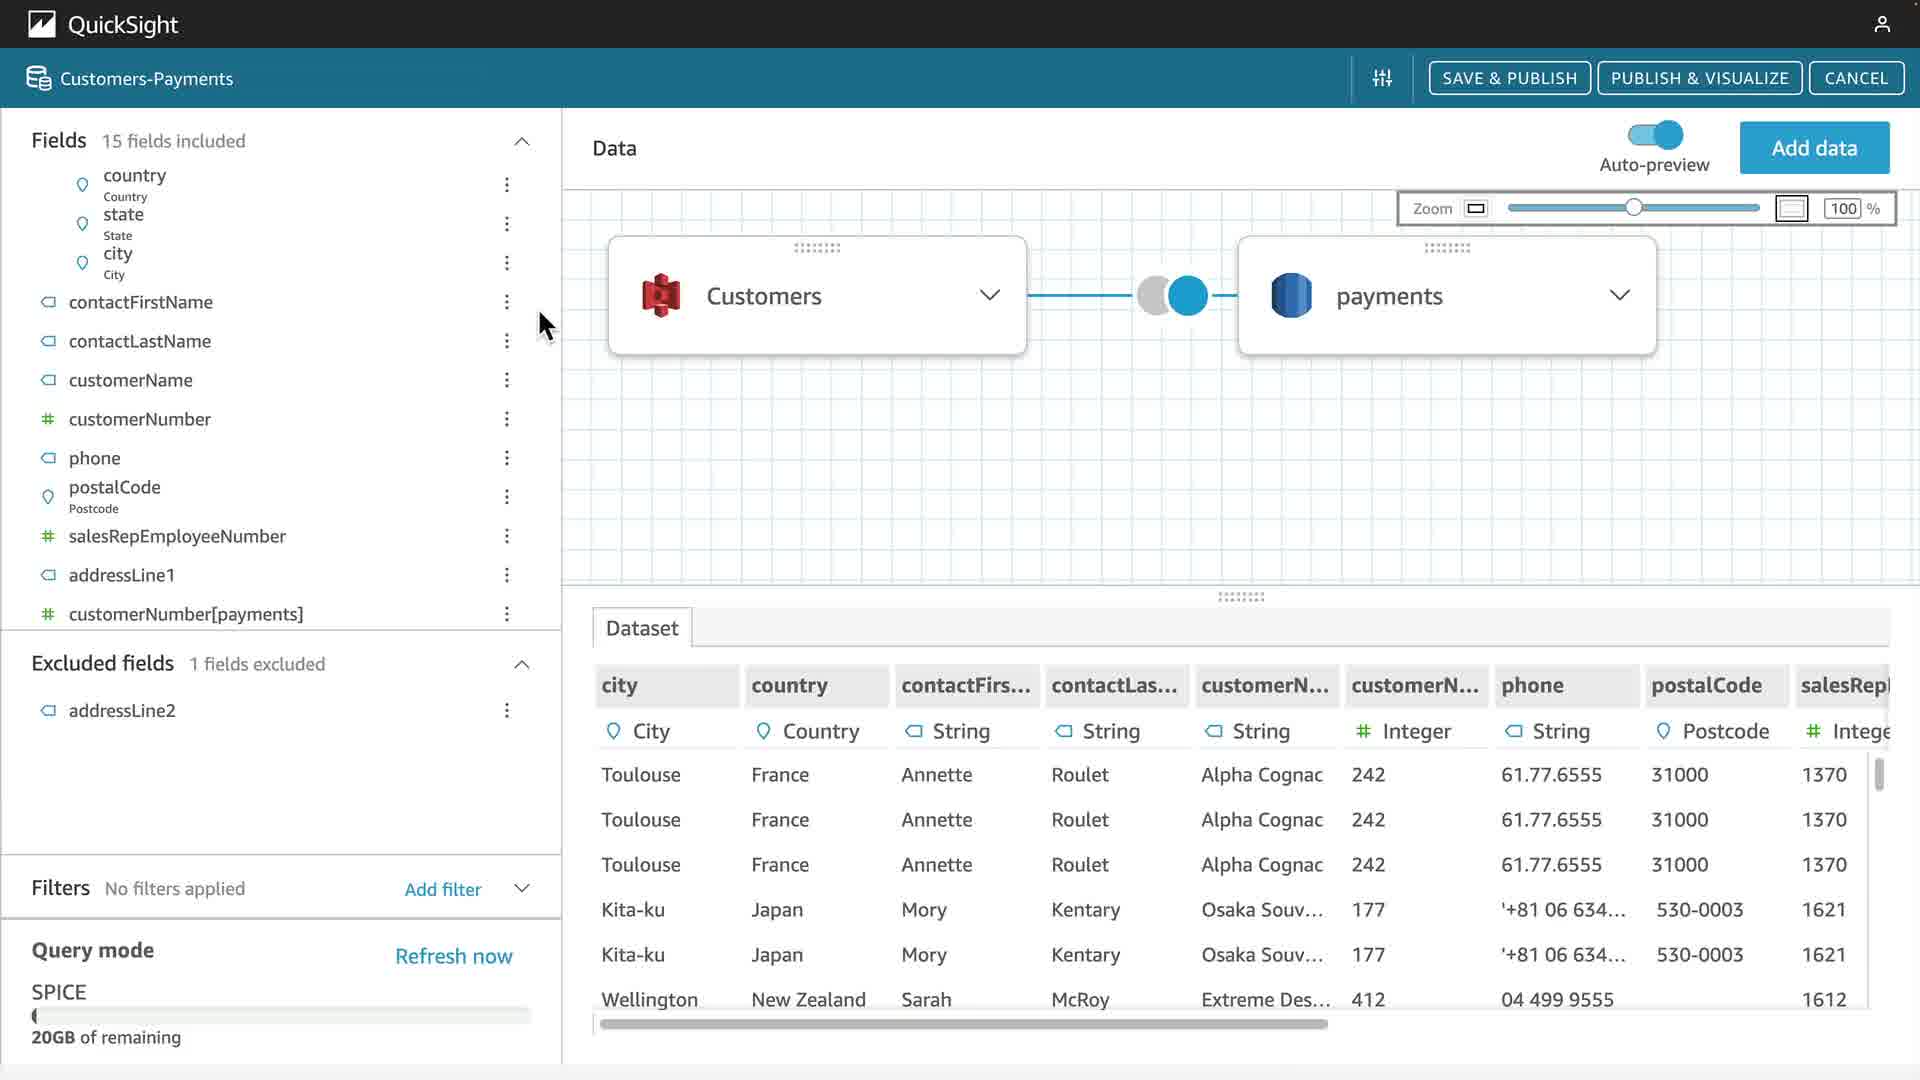 QuickSight
Customers-Payments
SAVE & PUBLISH
PUBLISH & VISUALIZE
CANCEL
Fields 15 fields included
country
Country
state
State
city
City
contactFirstName
contactLastName
customerName
customerNumber
phone
postalCode
Postcode
salesRepEmployeeNumber
addressLine1
customerNumber[payments]
Excluded fields 1 fields excluded
addressLine2
Filters No filters applied Add filter
Query mode Refresh now
SPICE
20GB of remaining
Data
Auto-preview
Add data
Zoom 100 %
Customers
payments
Dataset
city country contactFirs... contactLas... customerN... customerN... phone postalCode salesRepl
City Country String String String Integer String Postcode Intege
Toulouse France Annette Roulet Alpha Cognac 242 61.77.6555 31000 1370
Toulouse France Annette Roulet Alpha Cognac 242 61.77.6555 31000 1370
Toulouse France Annette Roulet Alpha Cognac 242 61.77.6555 31000 1370
Kita-ku Japan Mory Kentary Osaka Souv... 177 '+81 06 634... 530-0003 1621
Kita-ku Japan Mory Kentary Osaka Souv... 177 '+81 06 634... 530-0003 1621
Wellington New Zealand Sarah McRoy Extreme Des... 412 04 499 9555 1612